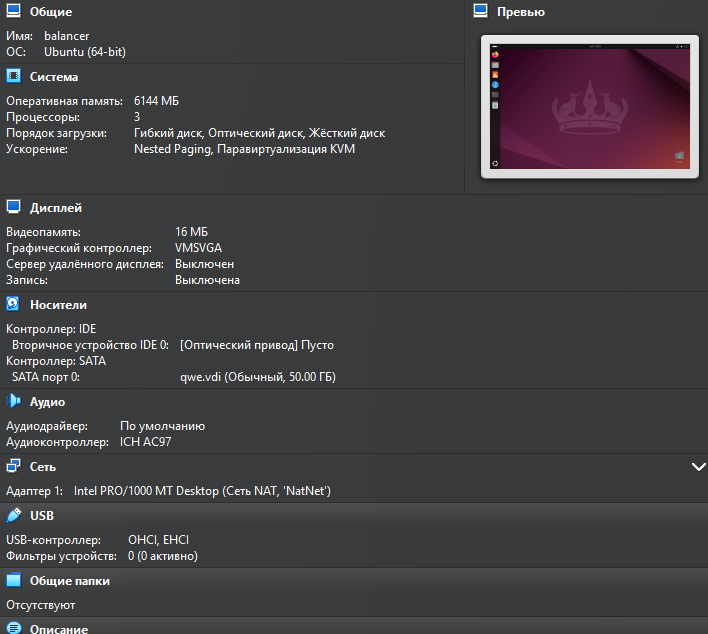 Общие
Имя: balancer
ОС: Ubuntu (64-bit)
Превью
Система
Оперативная память: 6144 МБ
Процессоры: 3
Порядок загрузки: Гибкий диск, Оптический диск, Жёсткий диск
Ускорение: Nested Paging, Паравиртуализация KVM
Дисплей
Видеопамять: 16 МБ
Графический контроллер: VMSVGA
Сервер удалённого дисплея: Выключен
Запись: Выключена
Носители
Контроллер: IDE
Вторичное устройство IDE 0: [Оптический привод] Пусто
Контроллер: SATA
SATA порт 0: qwe.vdi (Обычный, 50.00 ГБ)
Аудио
Аудиодрайвер: По умолчанию
Аудиоконтроллер: ICH AC97
Сеть
Адаптер 1: Intel PRO/1000 MT Desktop (Сеть NAT, 'NatNet')
USB
USB-контроллер: OHCI, EHCI
Фильтры устройств: 0 (0 активно)
Общие папки
Отсутствуют
Описание